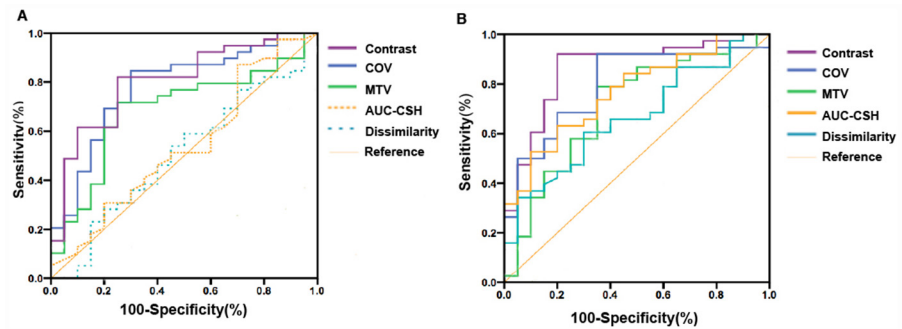 A
Sensitivity(%)
1.0
0.8
0.6
0.4
0.2
0.0
0.0 0.2 0.4 0.6 0.8 1.0
100-Specificity(%)
Contrast
COV
MTV
AUC-CSH
Dissimilarity
Reference
B
Sensitivity(%)
1.0
0.8
0.6
0.4
0.2
0.0
0.0 0.2 0.4 0.6 0.8 1.0
100-Specificity(%)
Contrast
COV
MTV
AUC-CSH
Dissimilarity
Reference